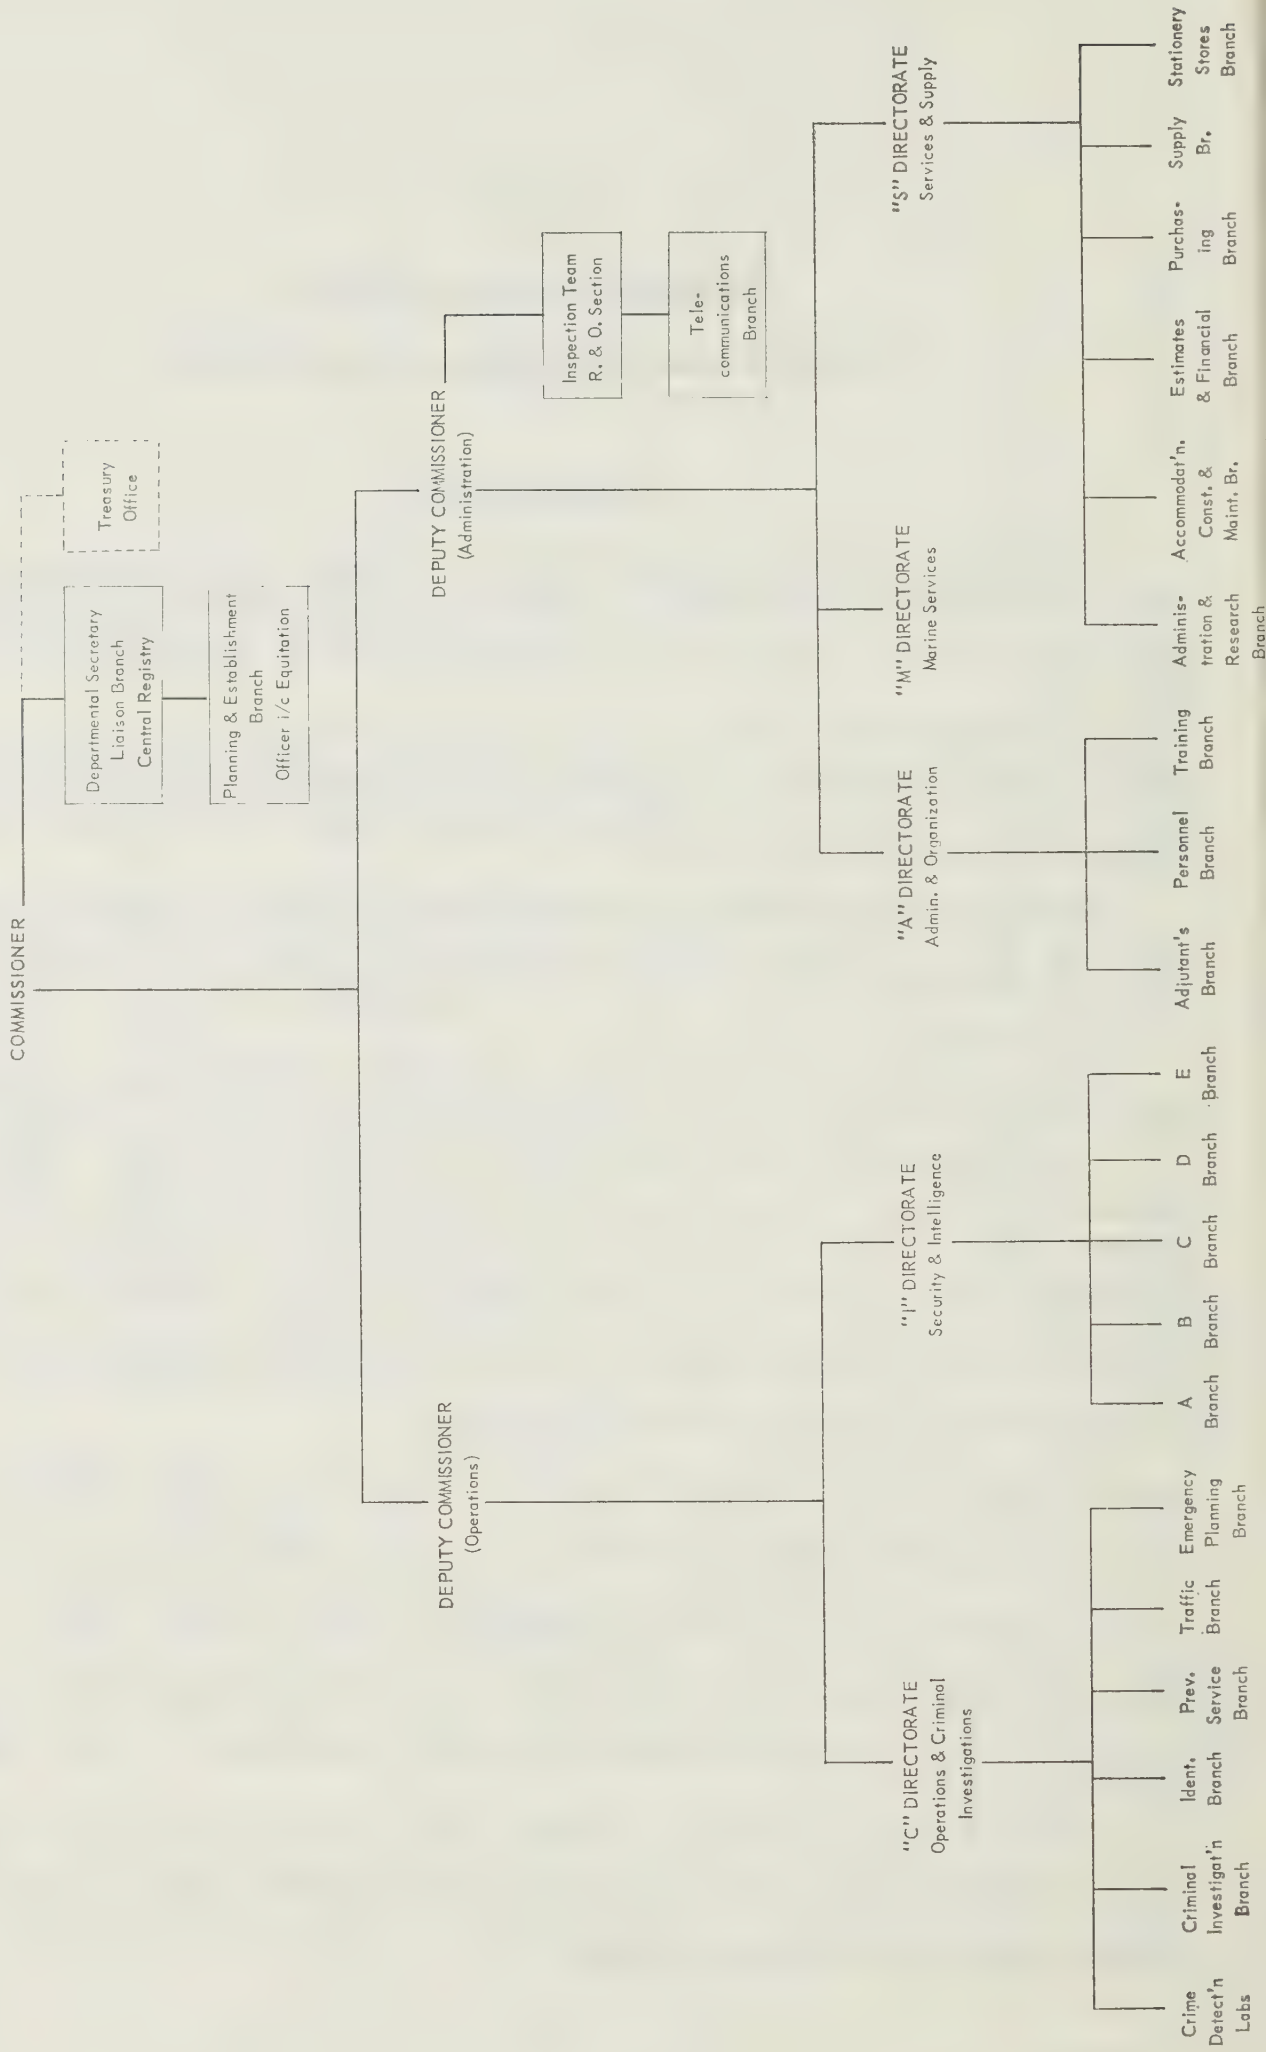 COMMISSIONER
Departmental Secretary
Liaison Branch
Central Registry
Treasury
Office
Planning & Establishment
Branch
Officer i/c Equitation
DEPUTY COMMISSIONER
(Operations)
DEPUTY COMMISSIONER
(Administration)
Inspection Team
R. & O. Section
Tele-
communications
Branch
"C" DIRECTORATE
Operations & Criminal
Investigations
"I" DIRECTORATE
Security & Intelligence
"A" DIRECTORATE
Admin. & Organization
"M" DIRECTORATE
Marine Services
"S" DIRECTORATE
Services & Supply
Crime
Detect'n
Labs
Criminal
Investigat'n
Branch
Ident.
Branch
Prev.
Service
Branch
Traffic
Branch
Emergency
Planning
Branch
A
Branch
B
Branch
C
Branch
D
Branch
E
Branch
Adjutant's
Branch
Personnel
Branch
Training
Branch
Adminis-
tration &
Research
Branch
Accommodat'n.
Const. &
Maint. Br.
Estimates
& Financial
Branch
Purchas-
ing
Branch
Supply
Br.
Stationery
Stores
Branch